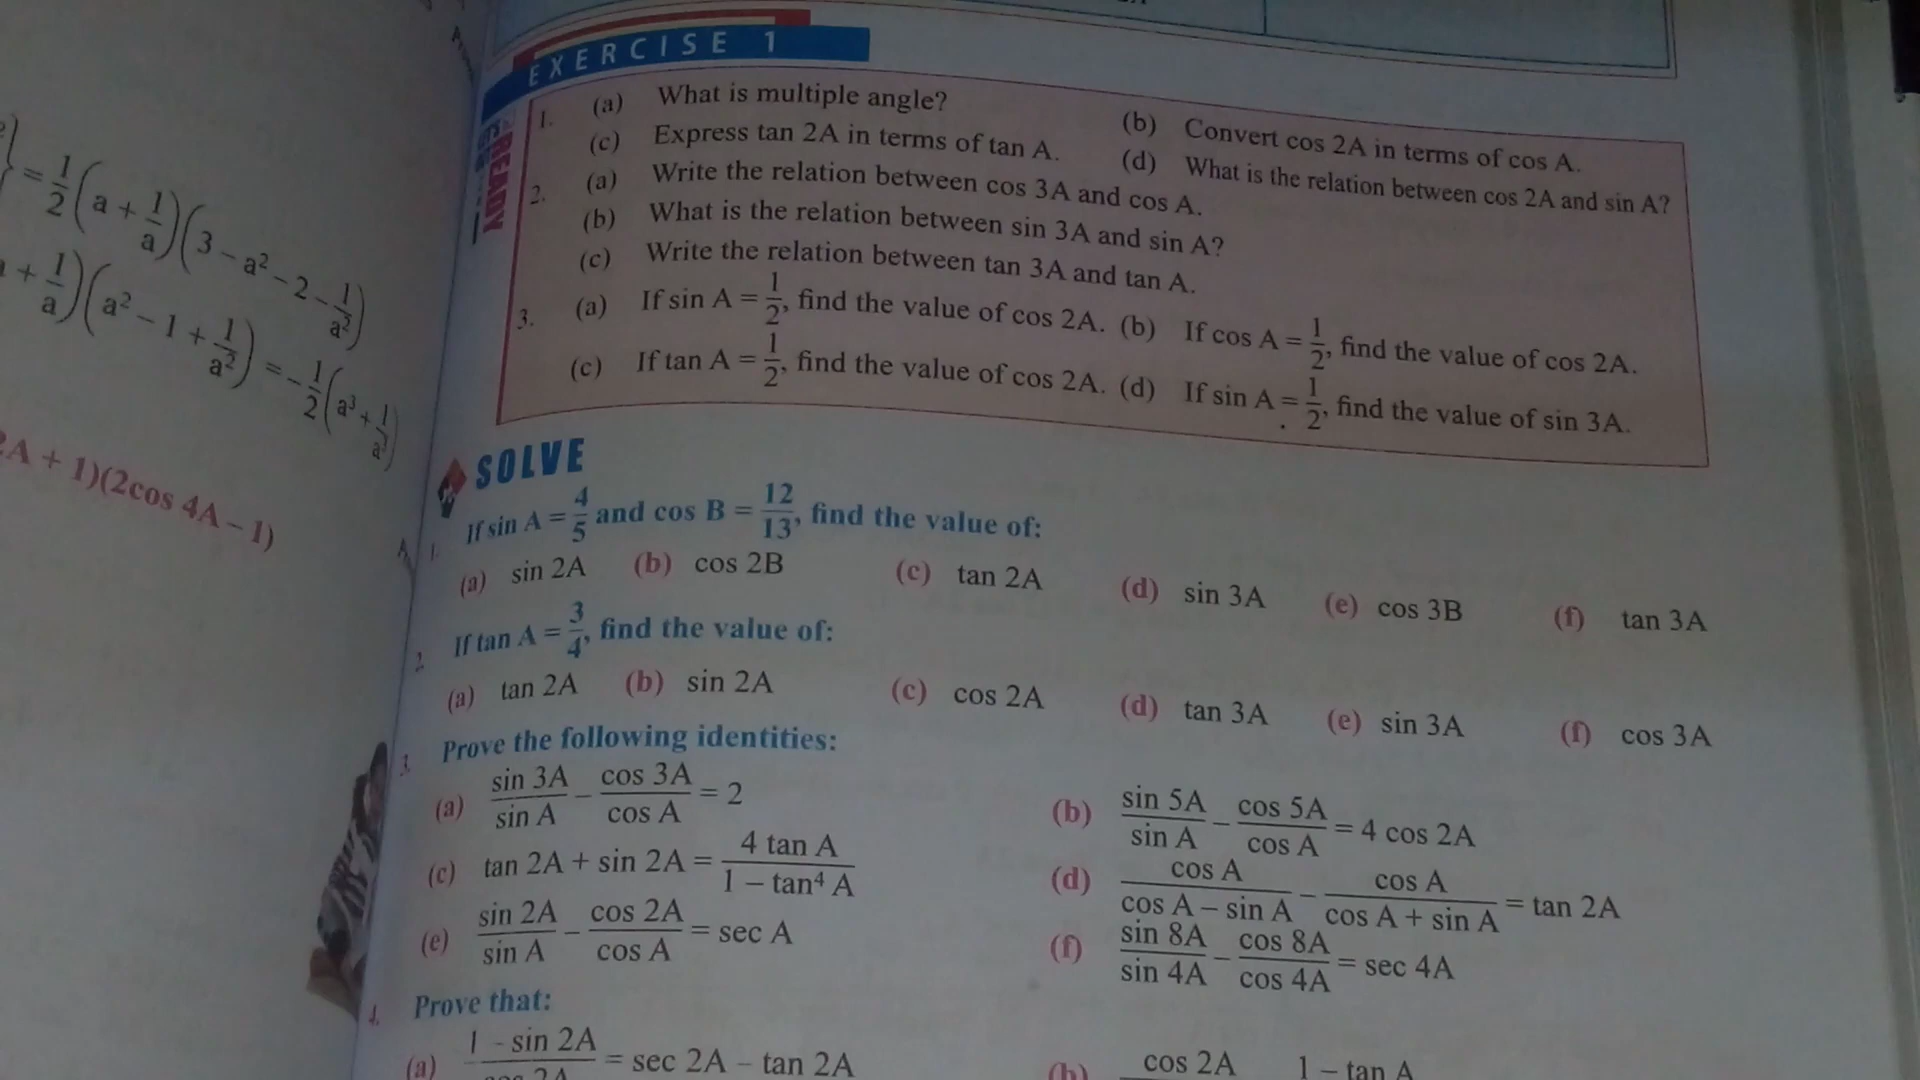 = 1/2 (a + 1/a)(3 - a² - 2 - 1/a²)
+ 1/a)(a² - 1 + 1/a²) = - 1/2 (a³ + 1/a³)
A + 1)(2cos 4A - 1)
EXERCISE 1
READY
1. (a) What is multiple angle? (b) Convert cos 2A in terms of cos A.
(c) Express tan 2A in terms of tan A. (d) What is the relation between cos 2A and sin A?
2. (a) Write the relation between cos 3A and cos A.
(b) What is the relation between sin 3A and sin A?
(c) Write the relation between tan 3A and tan A.
3. (a) If sin A = 1/2, find the value of cos 2A. (b) If cos A = 1/2, find the value of cos 2A.
(c) If tan A = 1/2, find the value of cos 2A. (d) If sin A = 1/2, find the value of sin 3A.
SOLVE
1. If sin A = 4/5 and cos B = 12/13, find the value of:
(a) sin 2A (b) cos 2B (c) tan 2A (d) sin 3A (e) cos 3B (f) tan 3A
2. If tan A = 3/4, find the value of:
(a) tan 2A (b) sin 2A (c) cos 2A (d) tan 3A (e) sin 3A (f) cos 3A
3. Prove the following identities:
(a) sin 3A/sin A - cos 3A/cos A = 2 (b) sin 5A/sin A - cos 5A/cos A = 4 cos 2A
(c) tan 2A + sin 2A = 4 tan A/1 - tan⁴ A (d) cos A/cos A - sin A - cos A/cos A + sin A = tan 2A
(e) sin 2A/sin A - cos 2A/cos A = sec A (f) sin 8A/sin 4A - cos 8A/cos 4A = sec 4A
4. Prove that:
(a) 1 - sin 2A/cos 2A = sec 2A - tan 2A (b) cos 2A 1 - tan A